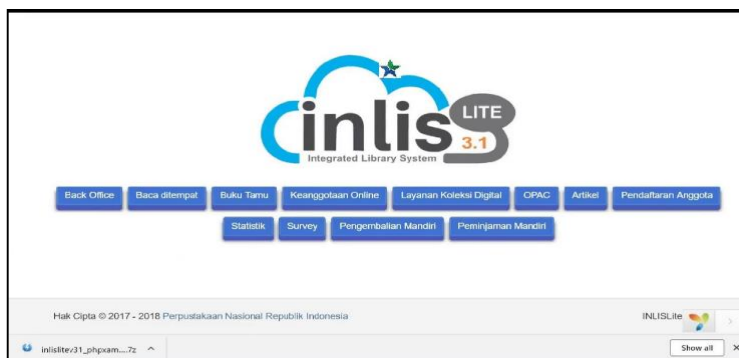 inlis
LITE
3.1
Integrated Library System
Back Office Baca ditempat Buku Tamu Keanggotaan Online Layanan Koleksi Digital OPAC Artikel Pendaftaran Anggota
Statistik Survey Pengembalian Mandiri Peminjaman Mandiri
Hak Cipta © 2017 - 2018 Perpustakaan Nasional Republik Indonesia INLISLite
inlislitev31_phpxam....7z Show all